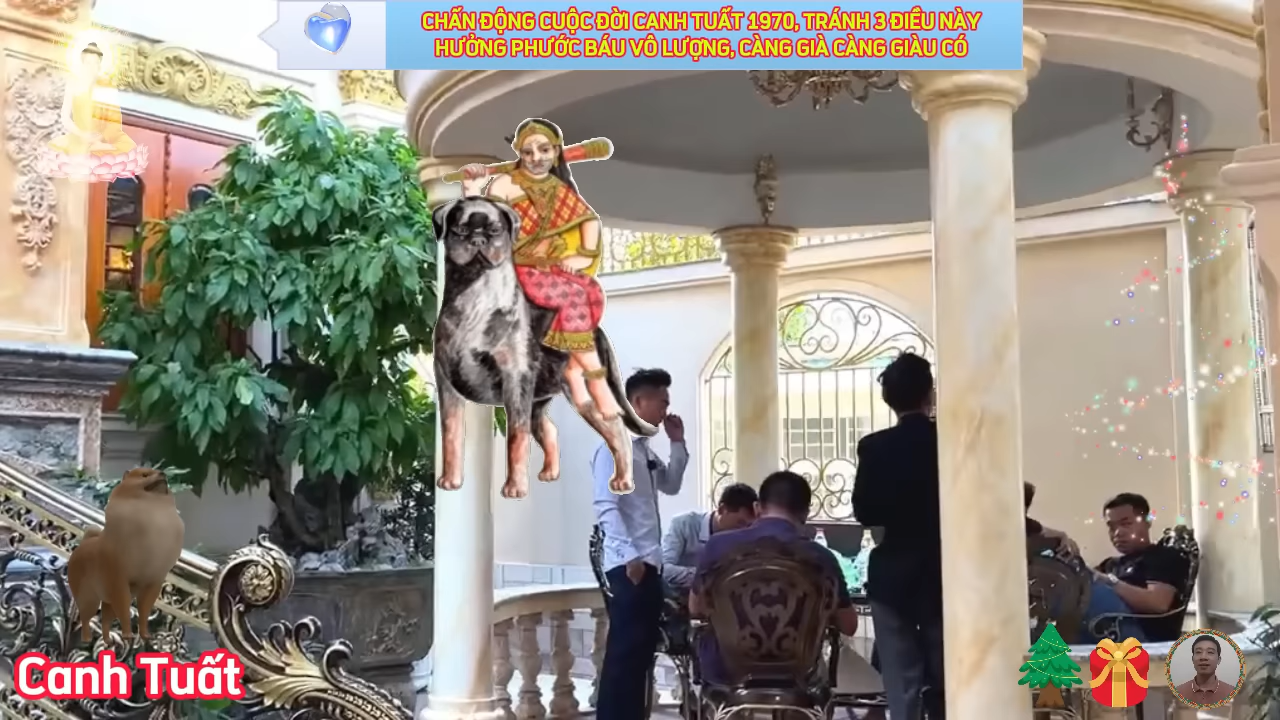 CHẤN ĐỘNG CUỘC ĐỜI CANH TUẤT 1970, TRÁNH 3 ĐIỀU NÀY
HƯỞNG PHƯỚC BÁU VÔ LƯỢNG, CÀNG GIÀ CÀNG GIÀU CÓ
Canh Tuất